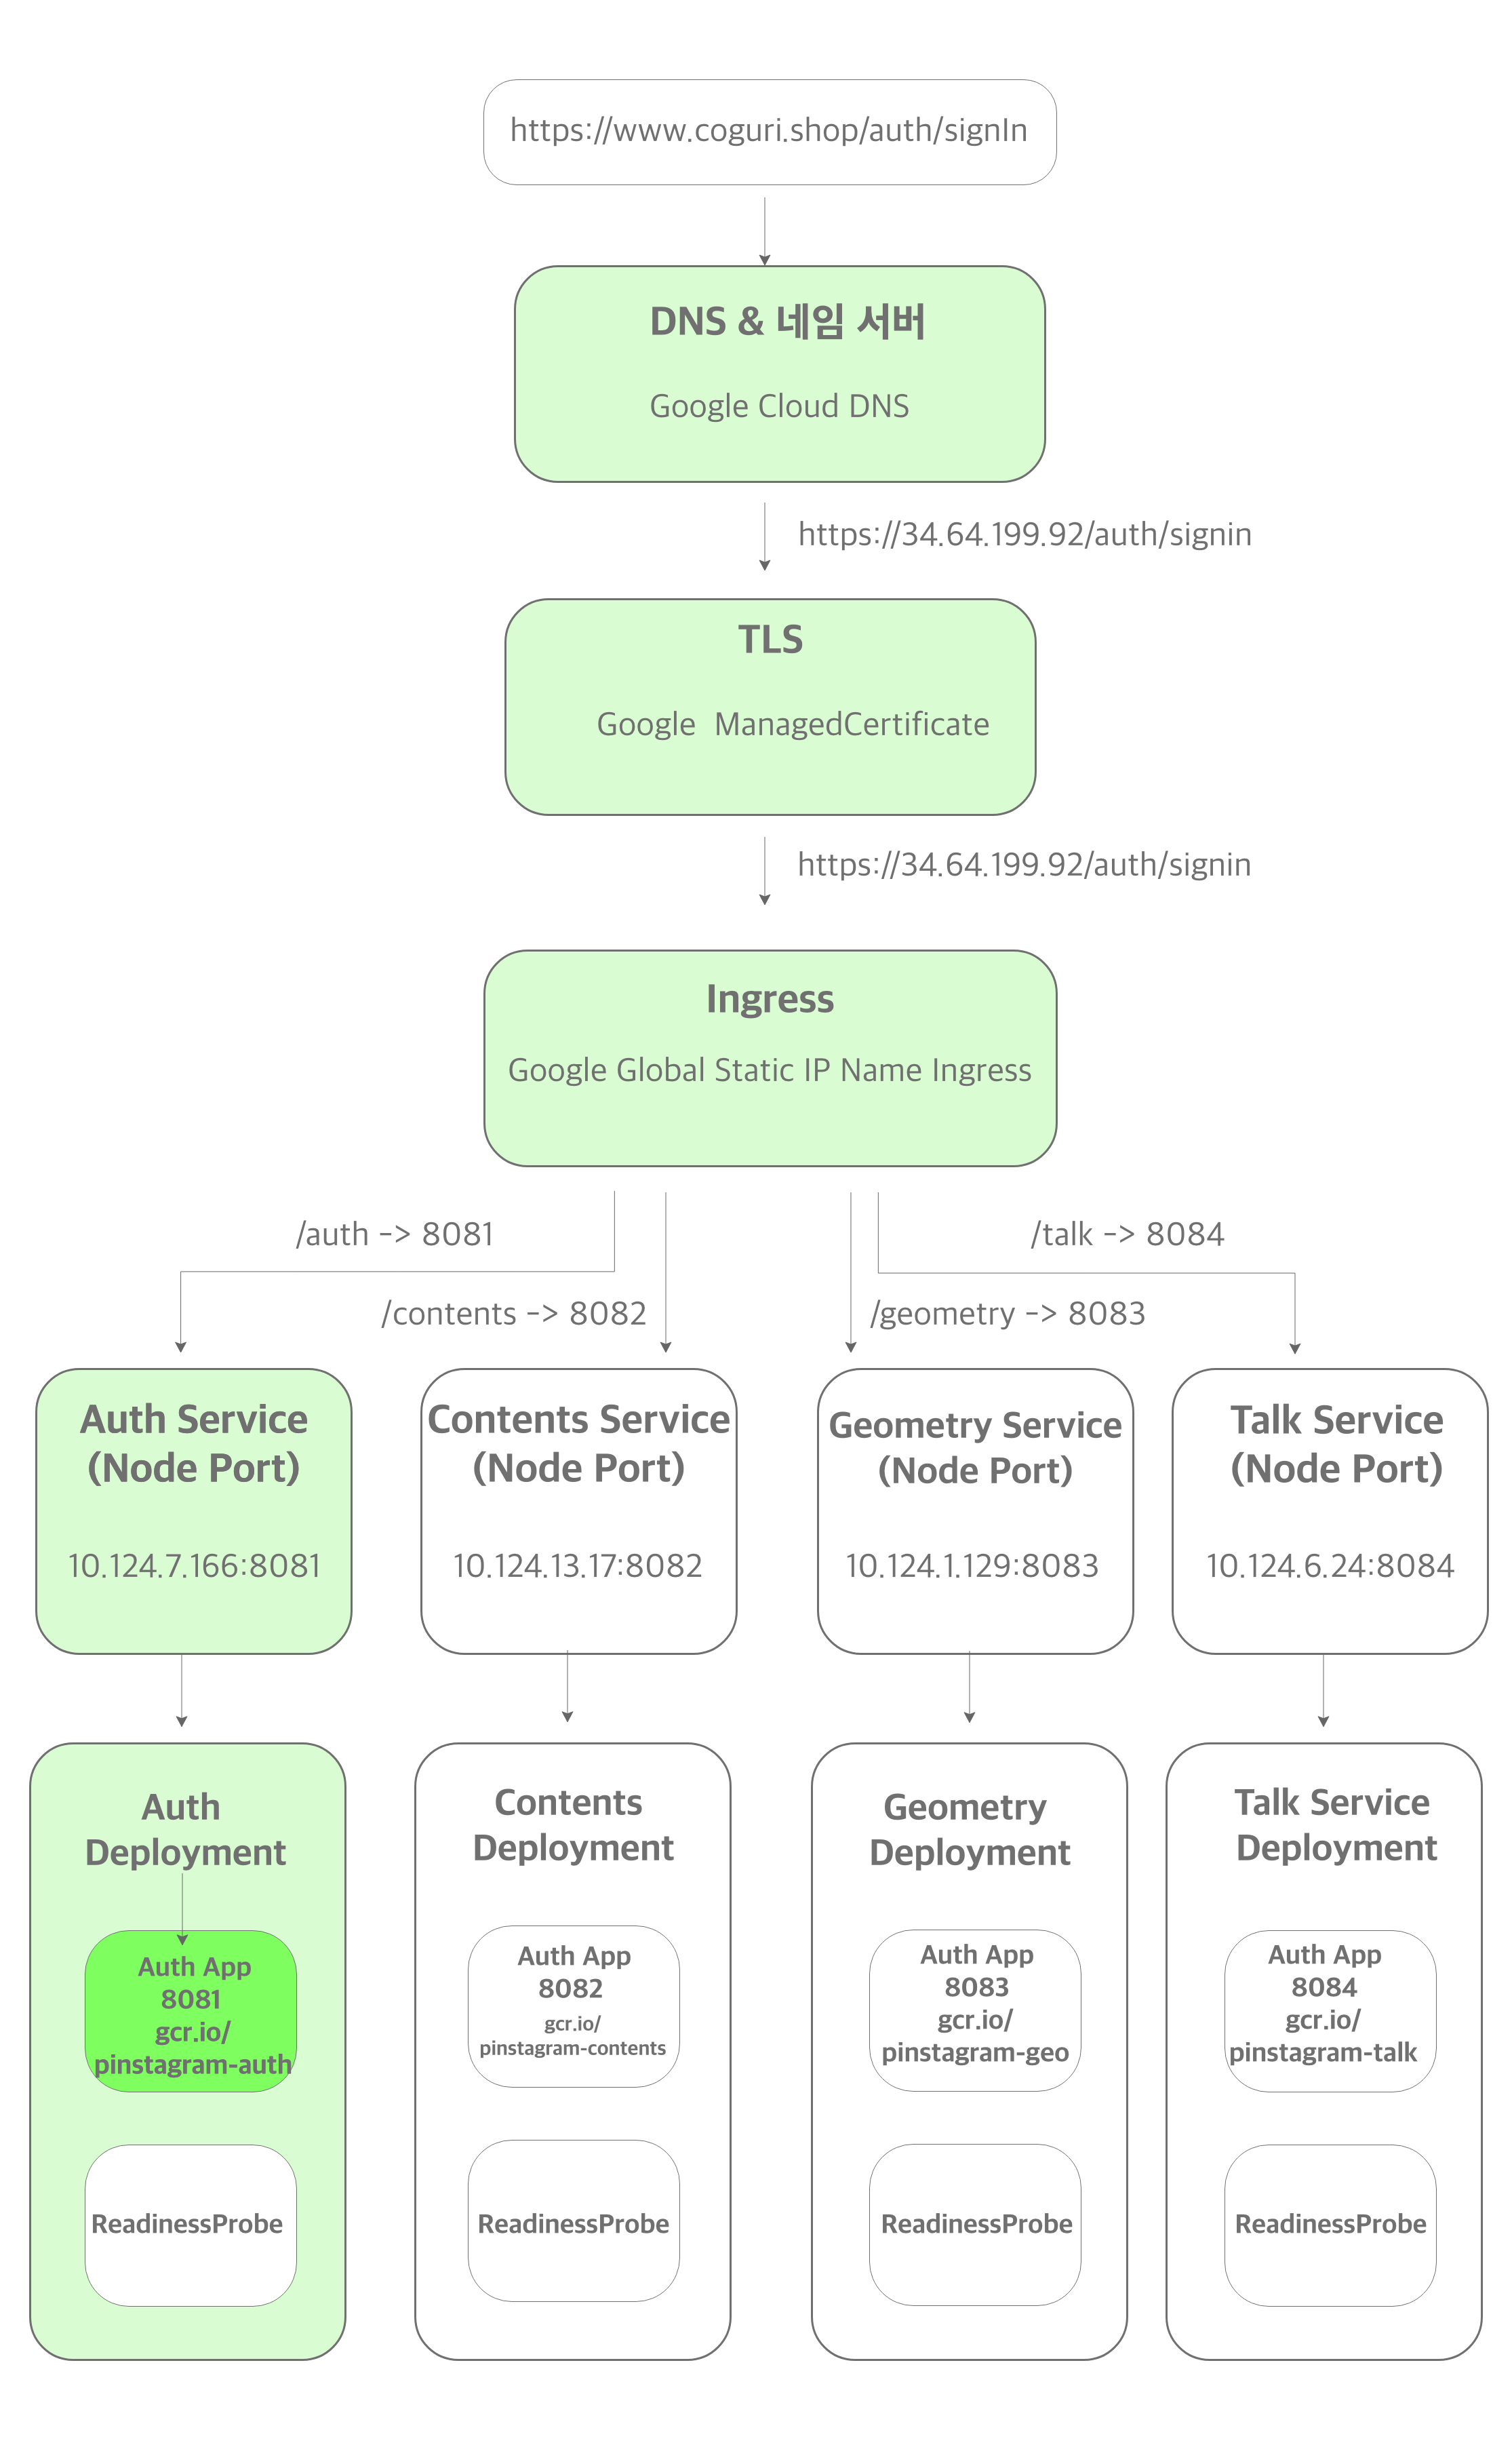 https://www.coguri.shop/auth/signIn
DNS & 네임 서버
Google Cloud DNS
https://34.64.199.92/auth/signin
TLS
Google ManagedCertificate
https://34.64.199.92/auth/signin
Ingress
Google Global Static IP Name Ingress
/auth -> 8081
/talk -> 8084
/contents -> 8082
/geometry -> 8083
Auth Service
(Node Port)
10.124.7.166:8081
Contents Service
(Node Port)
10.124.13.17:8082
Geometry Service
(Node Port)
10.124.1.129:8083
Talk Service
(Node Port)
10.124.6.24:8084
Auth
Deployment
Auth App
8081
gcr.io/
pinstagram-auth
ReadinessProbe
Contents
Deployment
Auth App
8082
gcr.io/
pinstagram-contents
ReadinessProbe
Geometry
Deployment
Auth App
8083
gcr.io/
pinstagram-geo
ReadinessProbe
Talk Service
Deployment
Auth App
8084
gcr.io/
pinstagram-talk
ReadinessProbe